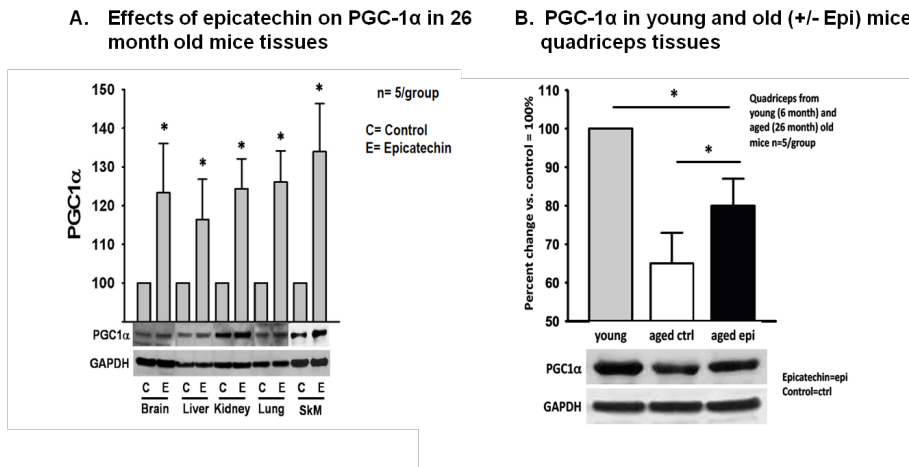 A. Effects of epicatechin on PGC-1α in 26
month old mice tissues
150
140
130
120
110
100
PGC1α
* * * * *
n= 5/group
C= Control
E= Epicatechin
PGC1α
GAPDH
C E C E C E C E C E
Brain Liver Kidney Lung SkM
B. PGC-1α in young and old (+/- Epi) mice
quadriceps tissues
Percent change vs. control = 100%
110
100
90
80
70
60
50
*
*
Quadriceps from
young (6 month) and
aged (26 month) old
mice n=5/group
young aged ctrl aged epi
PGC1α
GAPDH
Epicatechin=epi
Control=ctrl